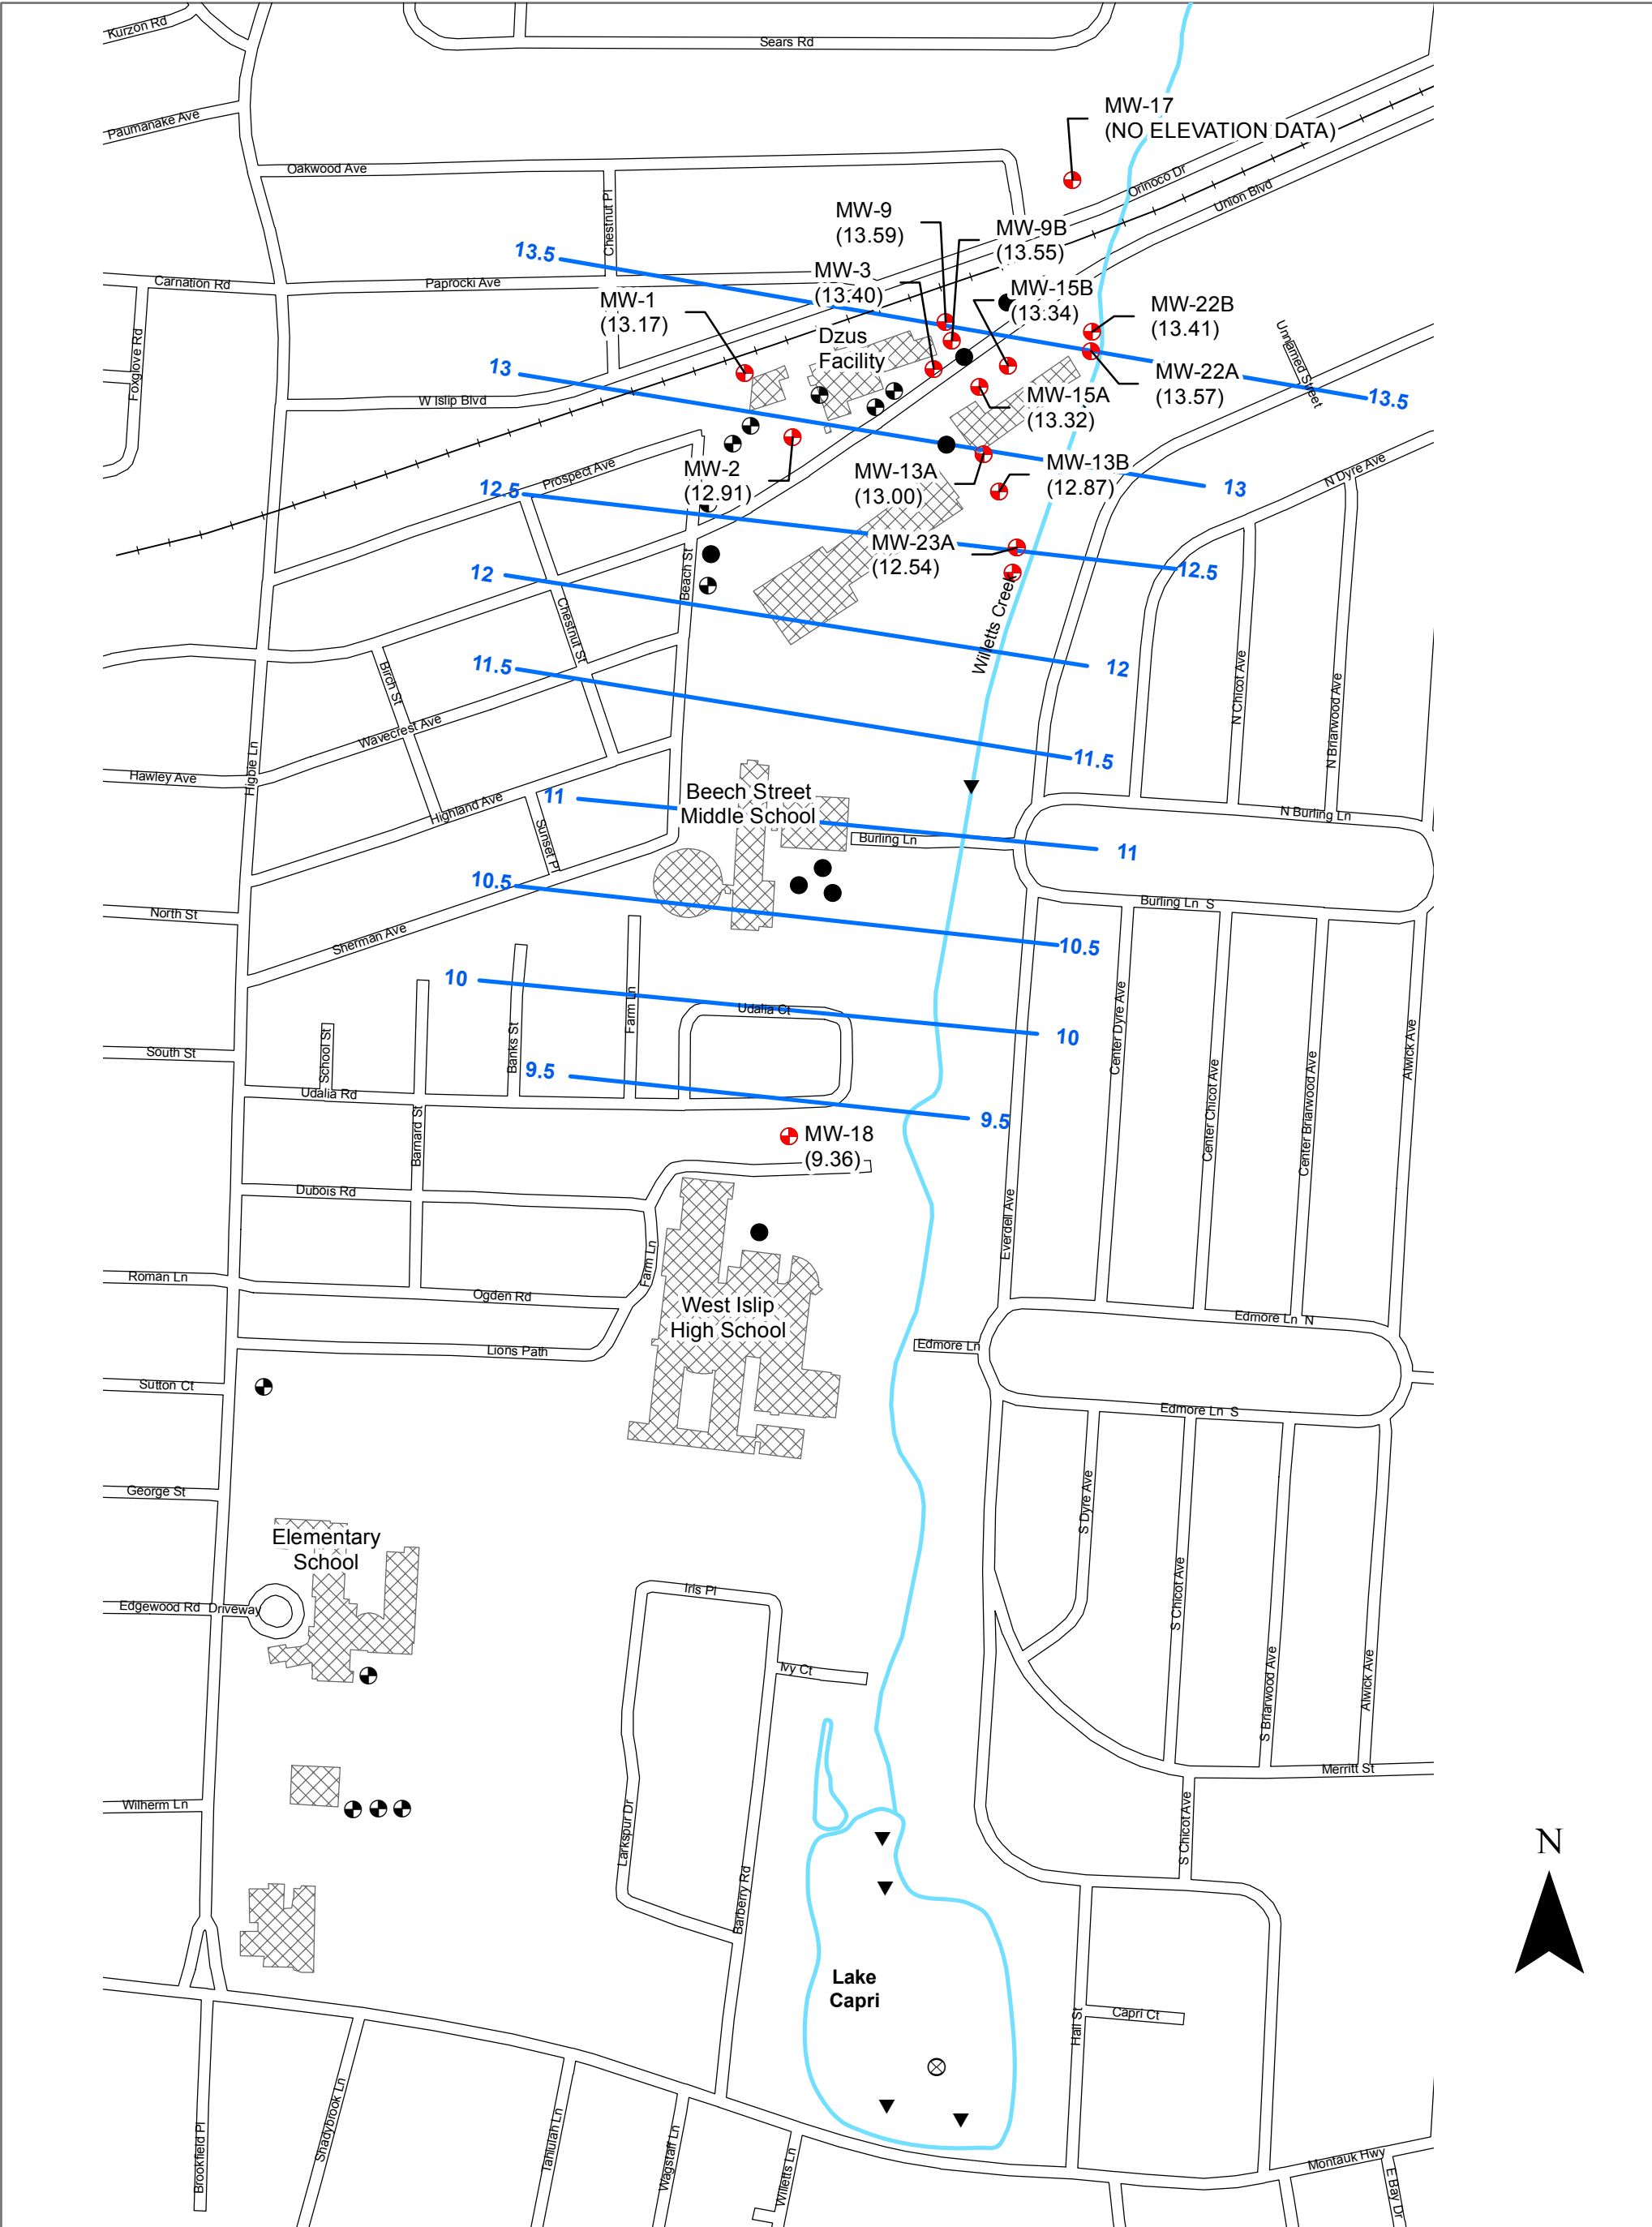 Kurzon Rd
Sears Rd
MW-17
(NO ELEVATION DATA)
Paumanake Ave
Oakwood Ave
Orinoco Dr
Union Blvd
Chestnut Pl
MW-9
(13.59)
MW-9B
(13.55)
13.5
Carnation Rd
Paprocki Ave
MW-3
(13.40)
MW-15B
(13.34)
MW-1
(13.17)
MW-22B
(13.41)
Dzus
Facility
Unnamed Street
Foxglove Rd
13
W Islip Blvd
MW-22A
(13.57)
13.5
MW-15A
(13.32)
MW-2
(12.91)
MW-13A
(13.00)
MW-13B
(12.87)
13
N Dyre Ave
Prospect Ave
12.5
MW-23A
(12.54)
12.5
12
Beach St
Willetts Creek
Chestnut St
12
11.5
Birch St
N Chicot Ave
N Briarwood Ave
Wavecrest Ave
11.5
Hawley Ave
Higbie Ln
Highland Ave
11
Beech Street
Middle School
N Burling Ln
Sunset Pl
Burling Ln
11
10.5
Burling Ln S
North St
Sherman Ave
10.5
10
Farm Ln
Udalia Ct
10
Center Dyre Ave
South St
School St
Banks St
9.5
Udalia Rd
9.5
Center Chicot Ave
Center Briarwood Ave
Alwick Ave
Barnard St
MW-18
(9.36)
Dubois Rd
Everdell Ave
Farm Ln
Roman Ln
Ogden Rd
West Islip
High School
Edmore Ln N
Edmore Ln
Lions Path
Sutton Ct
Edmore Ln S
George St
S Dyre Ave
Elementary
School
Iris Pl
S Chicot Ave
Edgewood Rd Driveway
Ivy Ct
S Briarwood Ave
Alwick Ave
Merritt St
Wilherm Ln
Larkspur Dr
S Chicot Ave
N
Barberry Rd
Lake
Capri
Hall St
Capri Ct
Shadybrook Ln
Brookfield Pl
Tahlulah Ln
Wagstaff Ln
Willetts Ln
Montauk Hwy
E Bay Dr